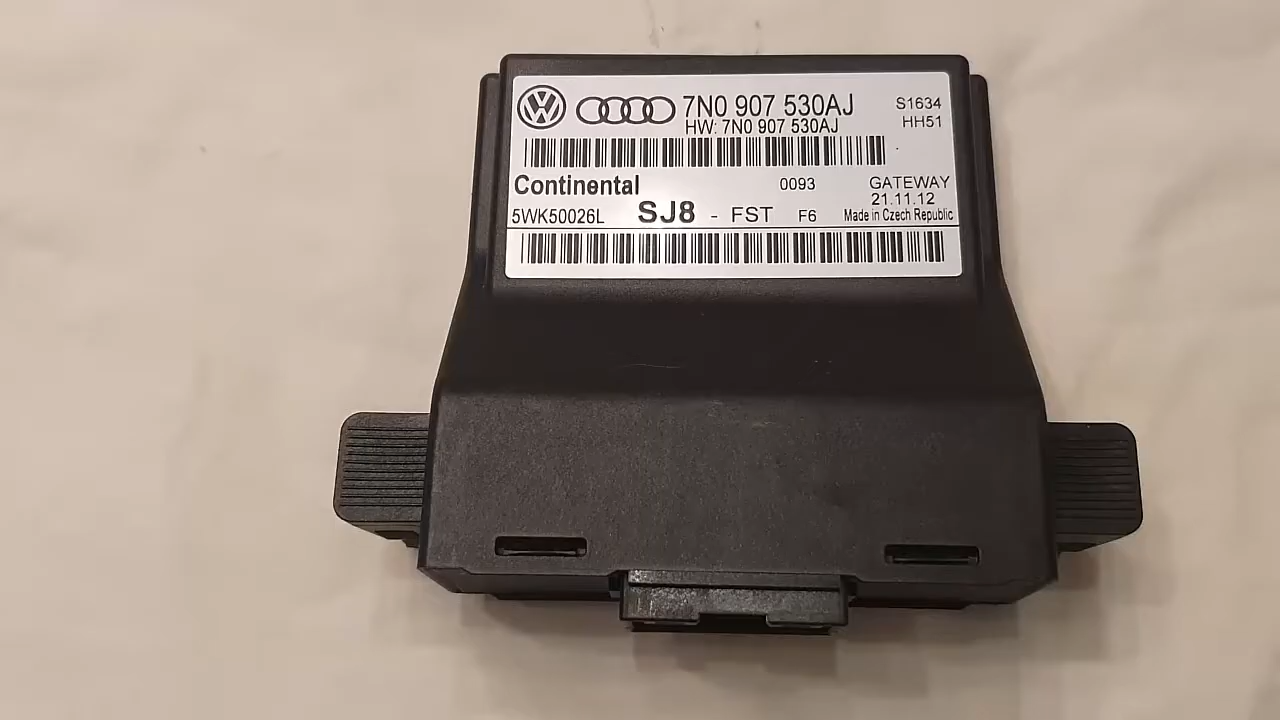 7N0 907 530AJ S1634
HW: 7N0 907 530AJ HH51
Continental 0093 GATEWAY
21.11.12
5WK50026L SJ8 - FST F6 Made in Czech Republic